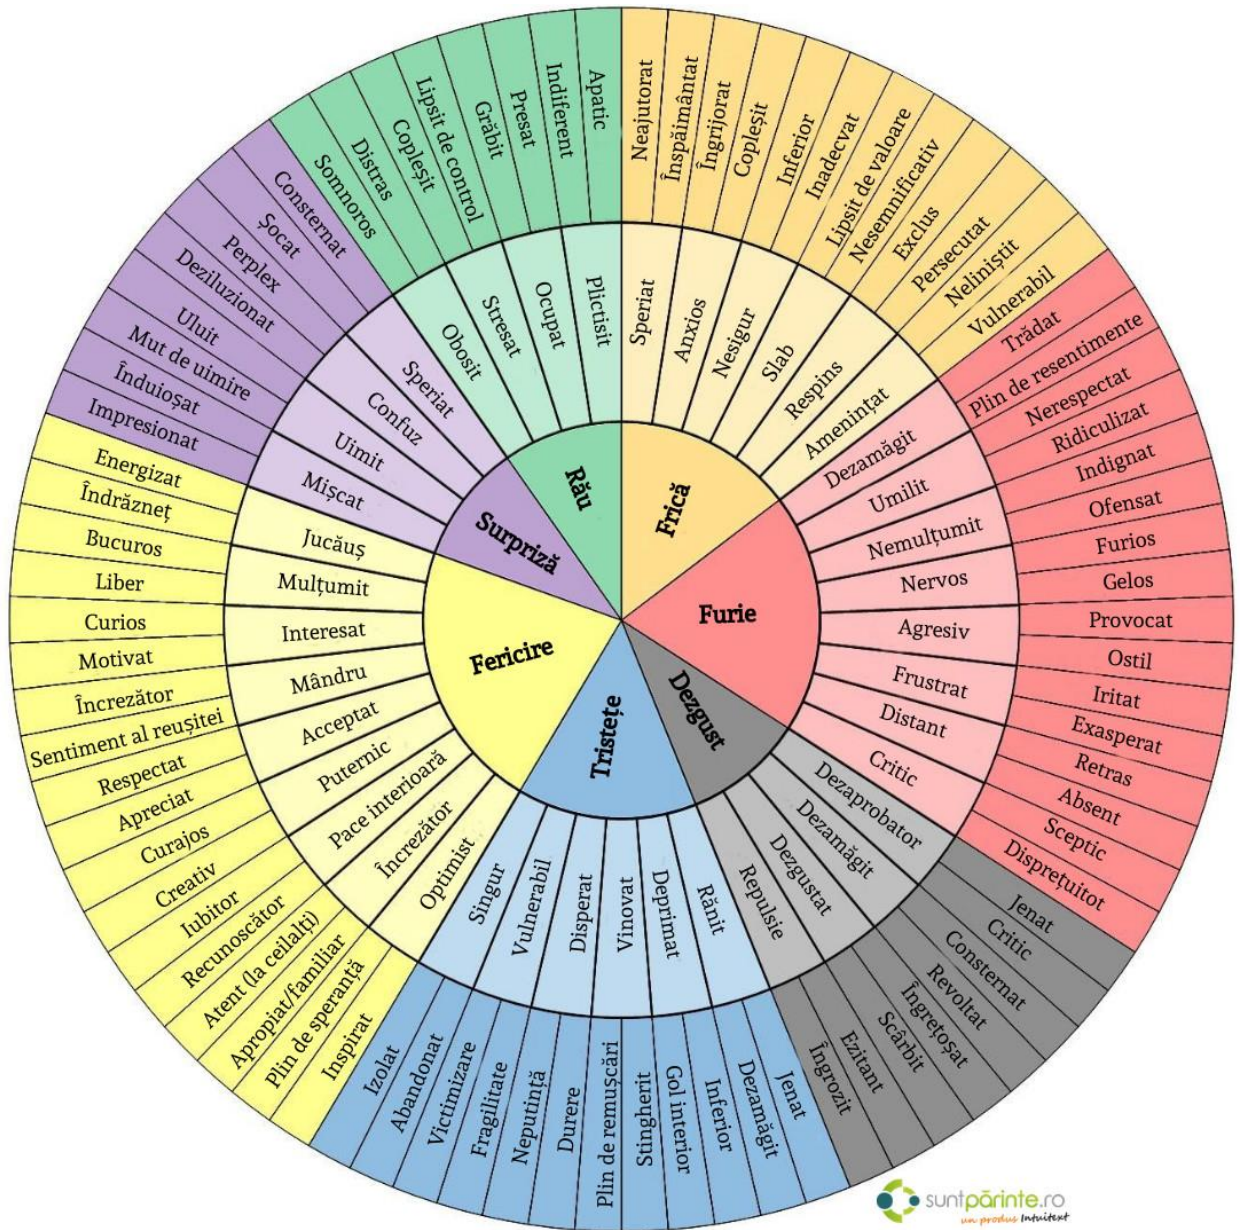 Rău
Frică
Furie
Dezgust
Tristețe
Fericire
Surpriză
Speriat
Anxios
Nesigur
Slab
Respins
Amenințat
Dezamăgit
Umilit
Nemulțumit
Nervos
Agresiv
Frustrat
Distant
Critic
Dezaprobator
Dezamăgit
Dezgustat
Repulsie
Rănit
Deprimat
Vinovat
Disperat
Vulnerabil
Singur
Optimist
Încrezător
Pace interioară
Puternic
Acceptat
Mândru
Interesat
Mulțumit
Jucăuș
Mișcat
Uimit
Confuz
Speriat
Obosit
Stresat
Ocupat
Plictisit
Neajutorat
Înspăimântat
Îngrijorat
Copleșit
Inferior
Inadecvat
Lipsit de valoare
Nesemnificativ
Exclus
Persecutat
Neliniștit
Vulnerabil
Trădat
Plin de resentimente
Nerespectat
Ridiculizat
Indignat
Ofensat
Furios
Gelos
Provocat
Ostil
Iritat
Exasperat
Retras
Absent
Sceptic
Disprețuitot
Jenat
Critic
Consternat
Revoltat
Îngrețoșat
Scârbit
Ezitant
Îngrozit
Jenat
Dezamăgit
Inferior
Gol interior
Stingherit
Plin de remușcări
Durere
Neputință
Fragilitate
Victimizare
Abandonat
Izolat
Inspirat
Plin de speranță
Apropiat/familiar
Atent (la ceilalți)
Recunoscător
Iubitor
Creativ
Curajos
Apreciat
Respectat
Sentiment al reușitei
Încrezător
Motivat
Curios
Liber
Bucuros
Îndrăzneț
Energizat
Impresionat
Înduioșat
Mut de uimire
Uluit
Deziluzionat
Perplex
Șocat
Consternat
Somnoros
Distras
Copleșit
Lipsit de control
Grăbit
Presat
Indiferent
Apatic
suntpărinte.ro
un produs Intuitext